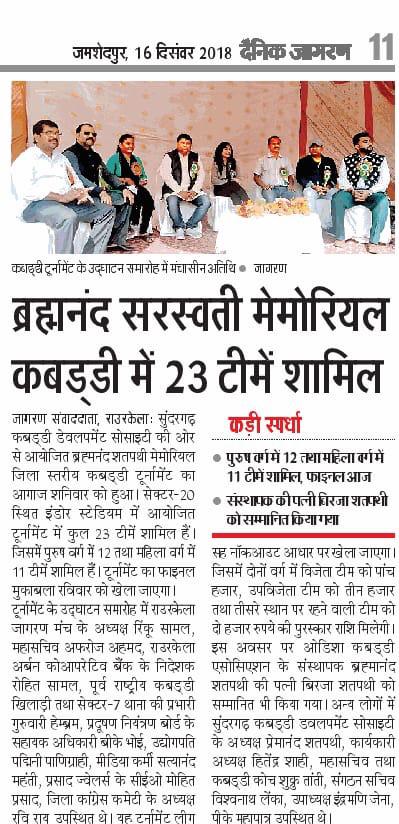 जमशेदपुर, 16 दिसंबर 2018 दैनिक जागरण 11
कबड्डी टूर्नामेंट के उद्घाटन समारोह में मंचासीन अतिथि ● जागरण
ब्रह्मनंद सरस्वती मेमोरियल
कबड्डी में 23 टीमें शामिल
जागरण संवाददाता, राउरकेला: सुंदरगढ़
कबड्डी डेवलपमेंट सोसाइटी की ओर
से आयोजित ब्रहमनंद शतपथी मेमोरियल
जिला स्तरीय कबड्डी टूर्नामेंट का
आगाज शनिवार को हुआ। सेक्टर-20
स्थित इंडोर स्टेडियम में आयोजित
टूर्नामेंट में कुल 23 टीमें शामिल हैं।
जिसमें पुरुष वर्ग में 12 तथा महिला वर्ग में
11 टीमें शामिल हैं। टूर्नामेंट का फाइनल
मुकाबला रविवार को खेला जाएगा।
टूर्नामेंट के उद्घाटन समारोह में राउरकेला
जागरण मंच के अध्यक्ष रिंकू सामल,
महासचिव अफरोज अहमद, राउरकेला
अर्बन कोआपरेटिव बैंक के निदेशक
रोहित सामल, पूर्व राष्ट्रीय कबड्डी
खिलाड़ी तथा सेक्टर-7 थाना की प्रभारी
गुरुवारी हेम्ब्रम, प्रदूषण नियंत्रण बोर्ड के
सहायक अधिकारी बीके भोई, उद्योगपति
पद्मिनी पाणिग्राही, मीडिया कर्मी सत्यानंद
महंती, प्रसाद ज्वेलर्स के सीईओ मोहित
प्रसाद, जिला कांग्रेस कमेटी के अध्यक्ष
रवि राय उपस्थित थे। यह टूर्नामेंट लीग
कड़ी स्पर्धा
● पुरुष वर्ग में 12 तथा महिला वर्ग में
11 टीमें शामिल, फाइनल आज
● संस्थापक की पत्नी बिरजा शतपथी
को सम्मानित किया गया
सह नॉकआउट आधार पर खेला जाएगा।
जिसमें दोनों वर्ग में विजेता टीम को पांच
हजार, उपविजेता टीम को तीन हजार
तथा तीसरे स्थान पर रहने वाली टीम को
दो हजार रुपये की पुरस्कार राशि मिलेगी।
इस अवसर पर ओडिशा कबड्डी
एसोसिएशन के संस्थापक ब्रहमानंद
शतपथी की पत्नी बिरजा शतपथी को
सम्मानित भी किया गया। अन्य लोगों में
सुंदरगढ़ कबड्डी डवलपमेंट सोसाइटी
के अध्यक्ष प्रेमानंद शतपथी, कार्यकारी
अध्यक्ष हितेंद्र शाही, महासचिव तथा
कबड्डी कोच शुक्रु तांती, संगठन सचिव
विश्वनाथ लेंका, उपाध्यक्ष इंद्रमणि जेना,
पीके महापात्र उपस्थित थे।